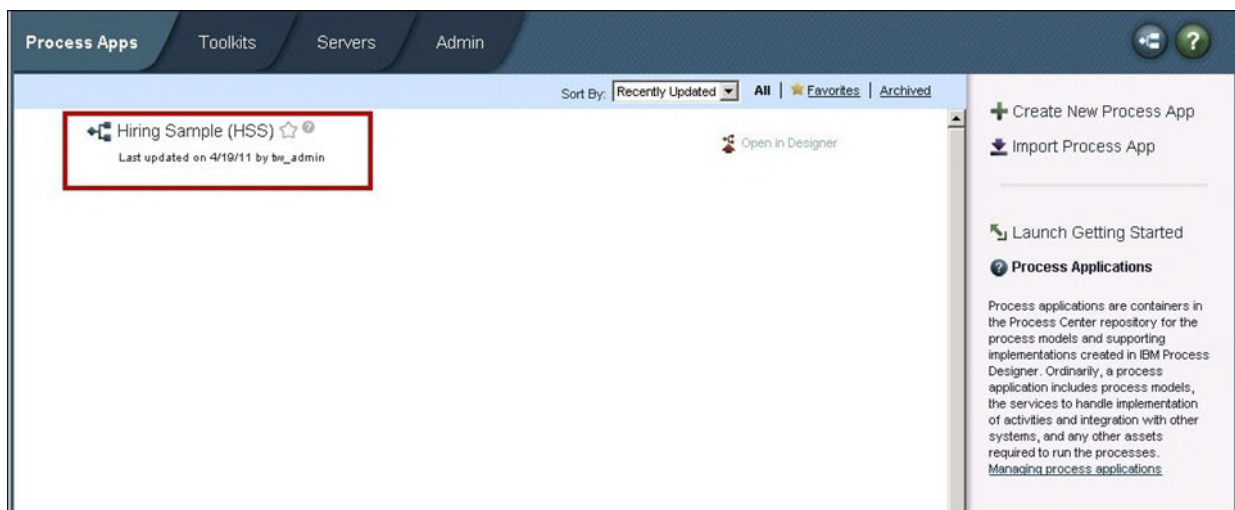 Process Apps Toolkits Servers Admin
Sort By: Recently Updated All | Favorites | Archived
Hiring Sample (HSS)
Last updated on 4/19/11 by tw_admin
Open in Designer
Create New Process App
Import Process App
Launch Getting Started
Process Applications
Process applications are containers in
the Process Center repository for the
process models and supporting
implementations created in IBM Process
Designer. Ordinarily, a process
application includes process models,
the services to handle implementation
of activities and integration with other
systems, and any other assets
required to run the processes.
Managing process applications